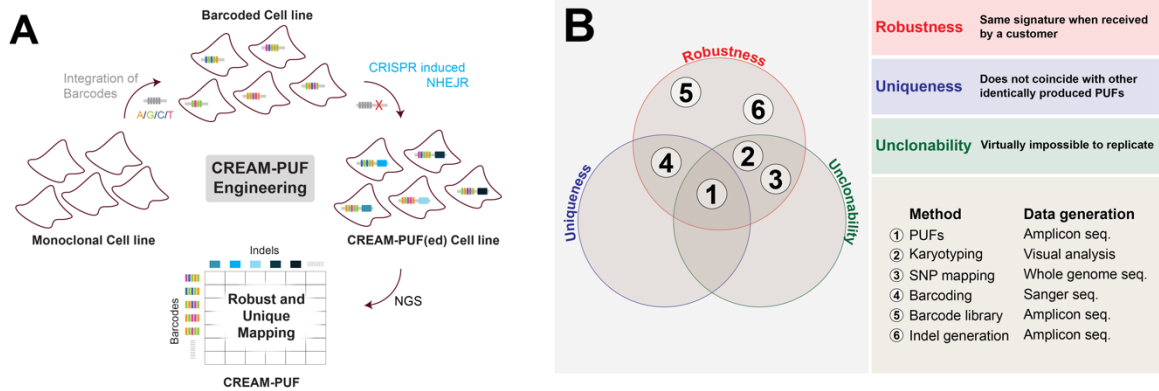 A
Barcoded Cell line
Integration of
Barcodes
A/G/C/T
CRISPR induced
NHEJR
X
CREAM-PUF
Engineering
Monoclonal Cell line
CREAM-PUF(ed) Cell line
Indels
NGS
Barcodes
Robust and
Unique
Mapping
CREAM-PUF
B
Robustness
Uniqueness
Unclonability
5
6
4
2
3
1
Robustness
Same signature when received
by a customer
Uniqueness
Does not coincide with other
identically produced PUFs
Unclonability
Virtually impossible to replicate
Method Data generation
1 PUFs Amplicon seq.
2 Karyotyping Visual analysis
3 SNP mapping Whole genome seq.
4 Barcoding Sanger seq.
5 Barcode library Amplicon seq.
6 Indel generation Amplicon seq.